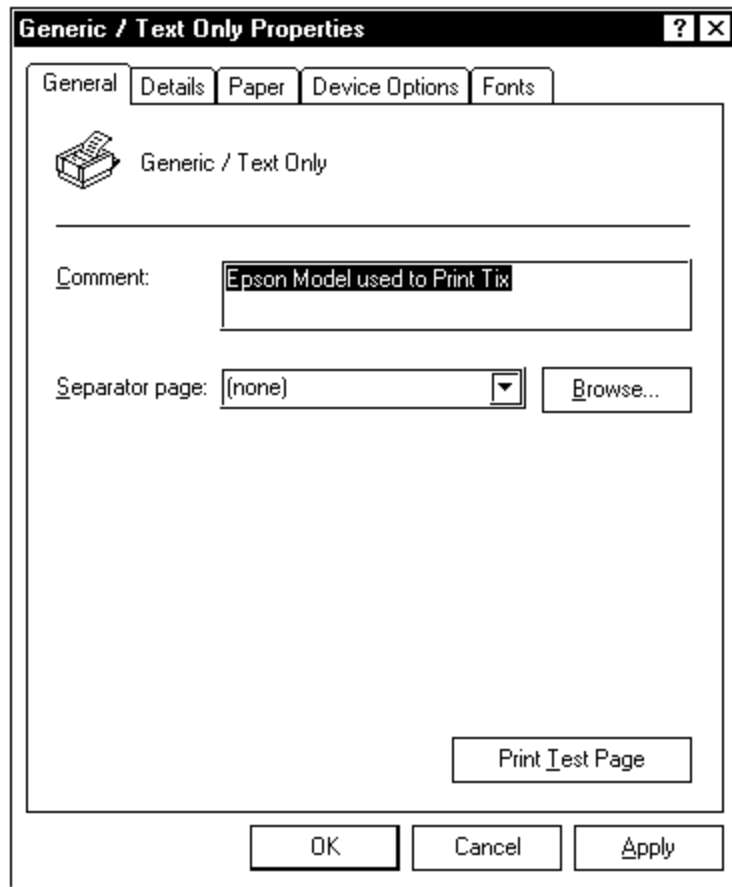 Generic / Text Only Properties ? ×
General Details Paper Device Options Fonts
Generic / Text Only
Comment: Epson Model used to Print Tix
Separator page: (none) Browse...
Print Test Page
OK Cancel Apply